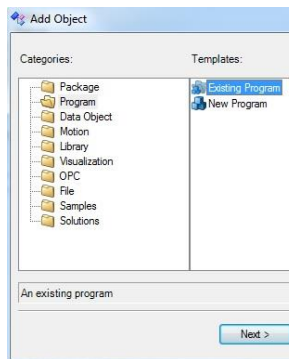 Add Object
Categories:
Templates:
Package
Program
Data Object
Motion
Library
Visualization
OPC
File
Samples
Solutions
Existing Program
New Program
An existing program
Next >